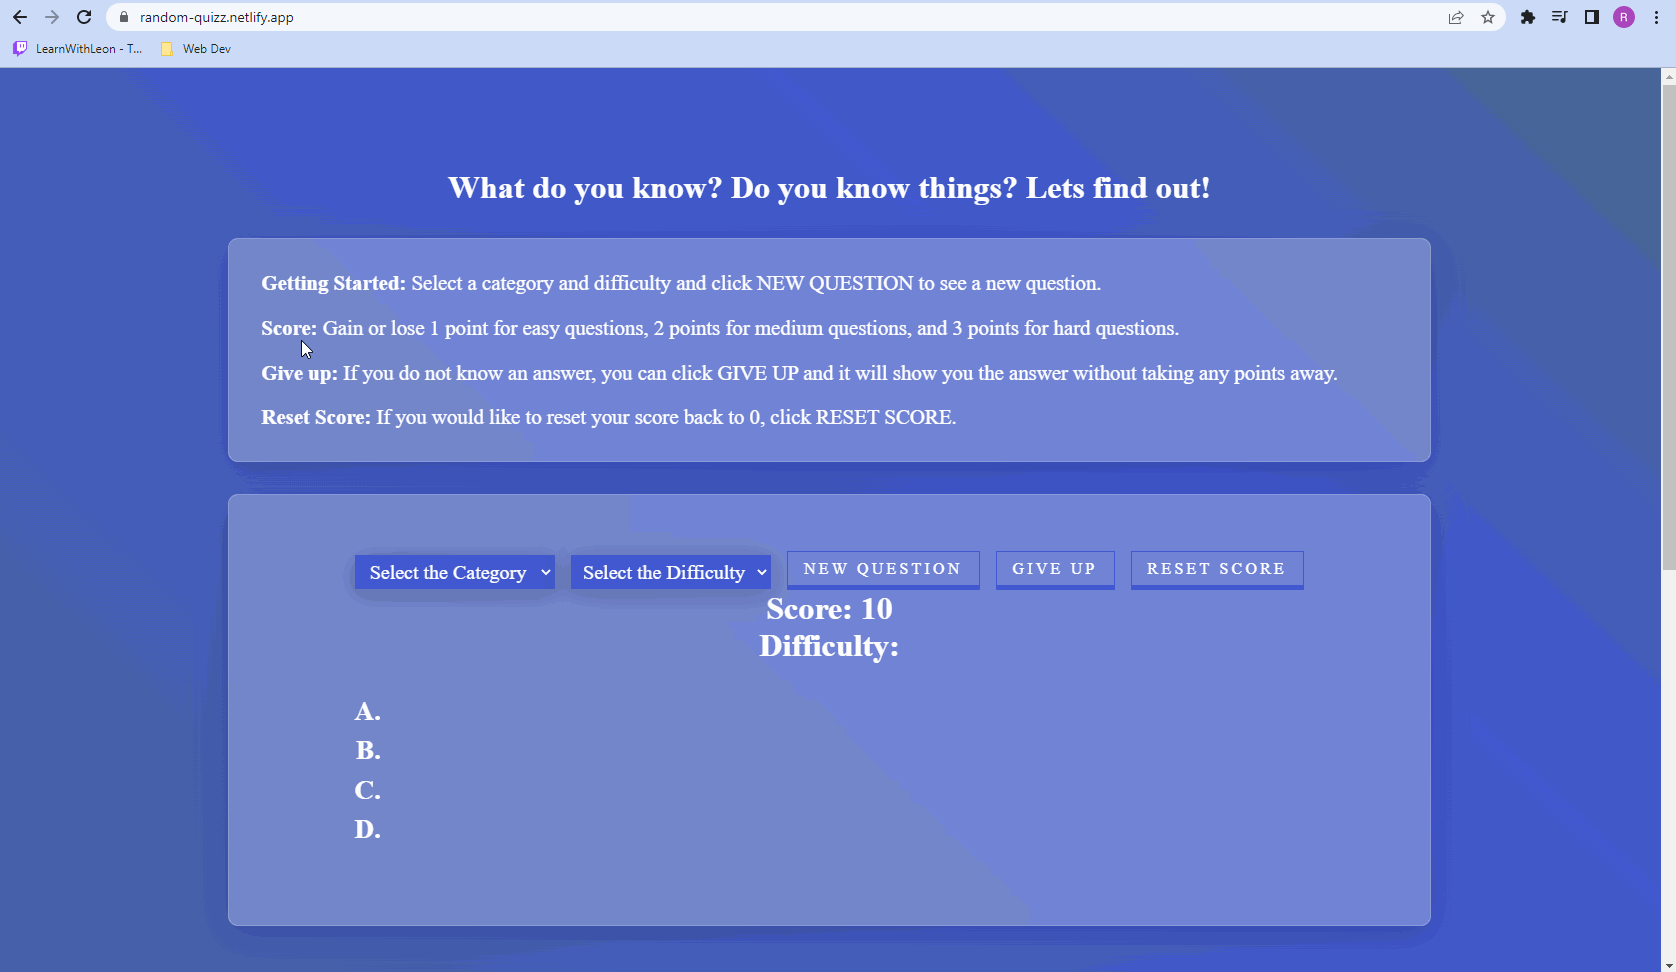 random-quizz.netlify.app
R
LearnWithLeon - T... Web Dev
What do you know? Do you know things? Lets find out!
Getting Started: Select a category and difficulty and click NEW QUESTION to see a new question.
Score: Gain or lose 1 point for easy questions, 2 points for medium questions, and 3 points for hard questions.
Give up: If you do not know an answer, you can click GIVE UP and it will show you the answer without taking any points away.
Reset Score: If you would like to reset your score back to 0, click RESET SCORE.
Select the Category Select the Difficulty NEW QUESTION GIVE UP RESET SCORE
Score: 10
Difficulty:
A.
B.
C.
D.